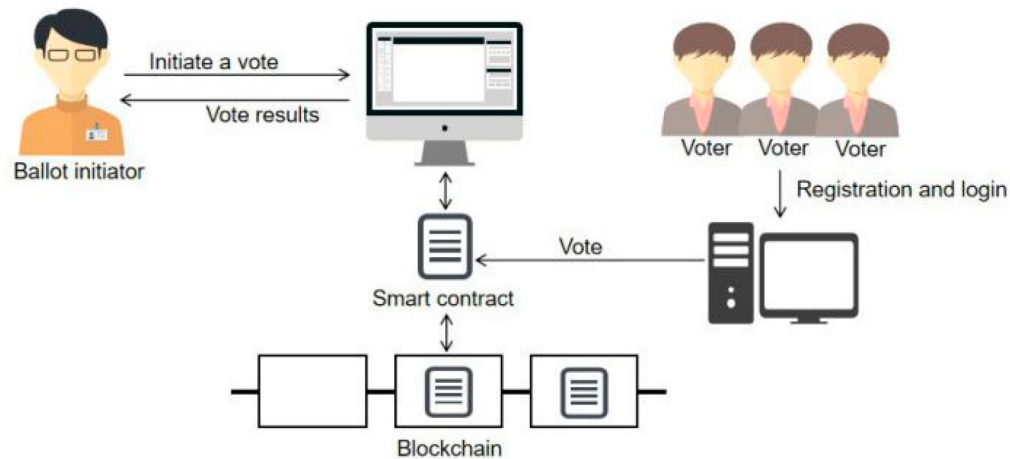 Initiate a vote
Vote results
Ballot initiator
Voter Voter Voter
Registration and login
Vote
Smart contract
Blockchain